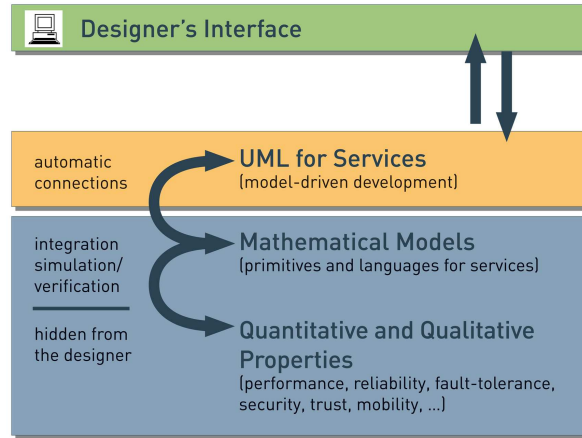 Designer's Interface
automatic
connections
UML for Services
(model-driven development)
integration
simulation/
verification
hidden from
the designer
Mathematical Models
(primitives and languages for services)
Quantitative and Qualitative
Properties
(performance, reliability, fault-tolerance,
security, trust, mobility, ...)